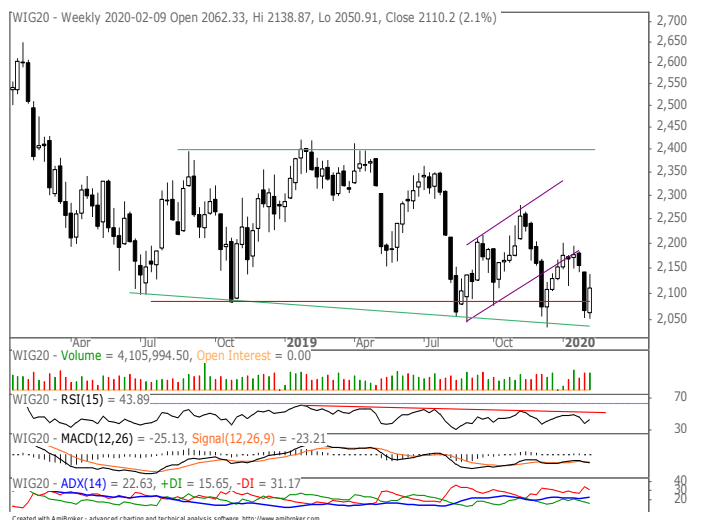 WIG20 - Weekly 2020-02-09 Open 2062.33, Hi 2138.87, Lo 2050.91, Close 2110.2 (2.1%)
2,700
2,650
2,600
2,550
2,500
2,450
2,400
2,350
2,300
2,250
2,200
2,150
2,100
2,050
Apr Jul Oct 2019 Apr Jul Oct 2020
WIG20 - Volume = 4,105,994.50, Open Interest = 0.00
WIG20 - RSI(15) = 43.89
70
30
WIG20 - MACD(12,26) = -25.13, Signal(12,26,9) = -23.21
WIG20 - ADX(14) = 22.63, +DI = 15.65, -DI = 31.17
40
30
20
Created with AmiBroker - advanced charting and technical analysis software. http://www.amibroker.com